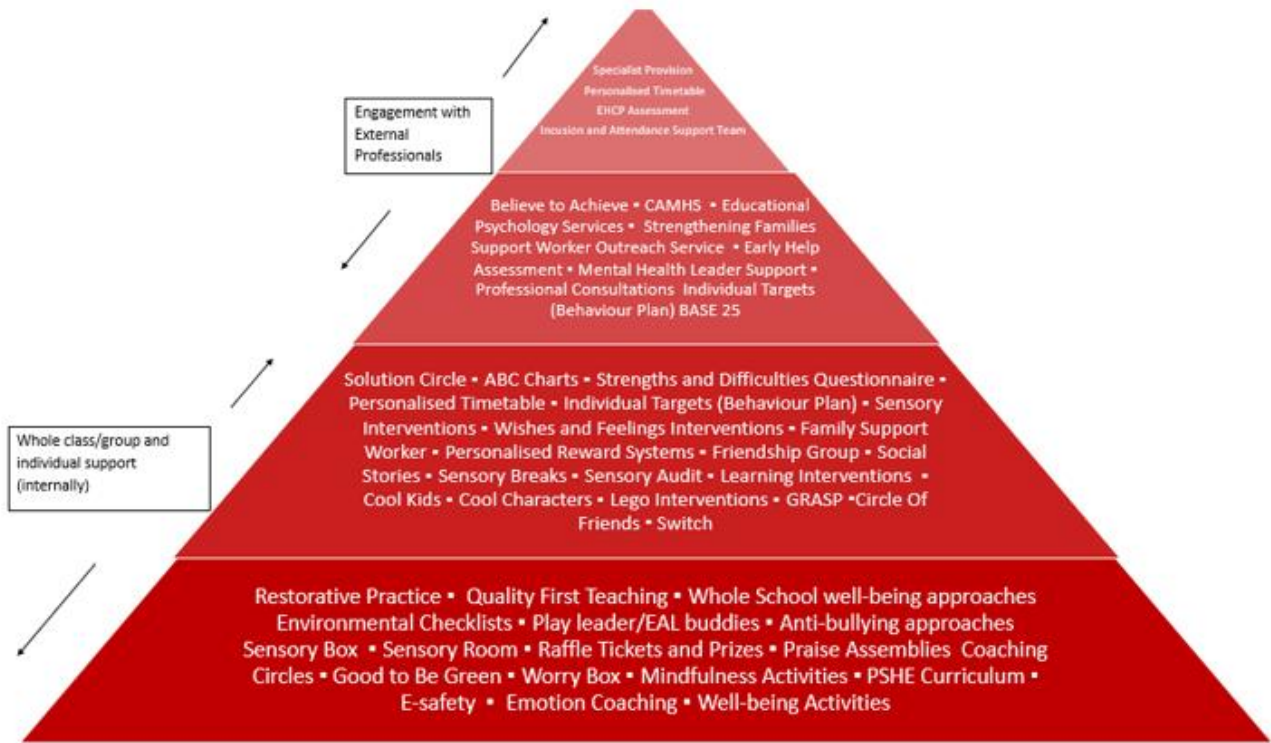 Specialist Provision
Personalised Timetable
EHCP Assessment
Incusion and Attendance Support Team
Engagement with
External
Professionals
Believe to Achieve ▪ CAMHS ▪ Educational
Psychology Services ▪ Strengthening Families
Support Worker Outreach Service ▪ Early Help
Assessment ▪ Mental Health Leader Support ▪
Professional Consultations Individual Targets
(Behaviour Plan) BASE 25
Whole class/group and
individual support
(internally)
Solution Circle ▪ ABC Charts ▪ Strengths and Difficulties Questionnaire ▪
Personalised Timetable ▪ Individual Targets (Behaviour Plan) ▪ Sensory
Interventions ▪ Wishes and Feelings Interventions ▪ Family Support
Worker ▪ Personalised Reward Systems ▪ Friendship Group ▪ Social
Stories ▪ Sensory Breaks ▪ Sensory Audit ▪ Learning Interventions ▪
Cool Kids ▪ Cool Characters ▪ Lego Interventions ▪ GRASP ▪Circle Of
Friends ▪ Switch
Restorative Practice ▪ Quality First Teaching ▪ Whole School well-being approaches
Environmental Checklists ▪ Play leader/EAL buddies ▪ Anti-bullying approaches
Sensory Box ▪ Sensory Room ▪ Raffle Tickets and Prizes ▪ Praise Assemblies Coaching
Circles ▪ Good to Be Green ▪ Worry Box ▪ Mindfulness Activities ▪ PSHE Curriculum ▪
E-safety ▪ Emotion Coaching ▪ Well-being Activities